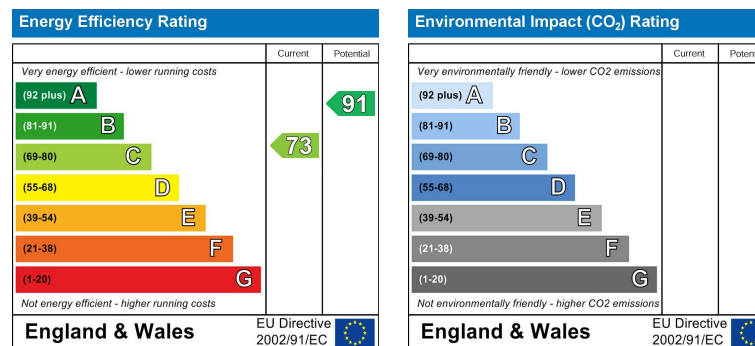 Energy Efficiency Rating
Current Potential
Very energy efficient - lower running costs
(92 plus) A
(81-91) B
(69-80) C
(55-68) D
(39-54) E
(21-38) F
(1-20) G
73
91
Not energy efficient - higher running costs
England & Wales
EU Directive
2002/91/EC
Environmental Impact (CO₂) Rating
Current Potent
Very environmentally friendly - lower CO2 emissions
(92 plus) A
(81-91) B
(69-80) C
(55-68) D
(39-54) E
(21-38) F
(1-20) G
Not environmentally friendly - higher CO2 emissions
England & Wales
EU Directive
2002/91/EC